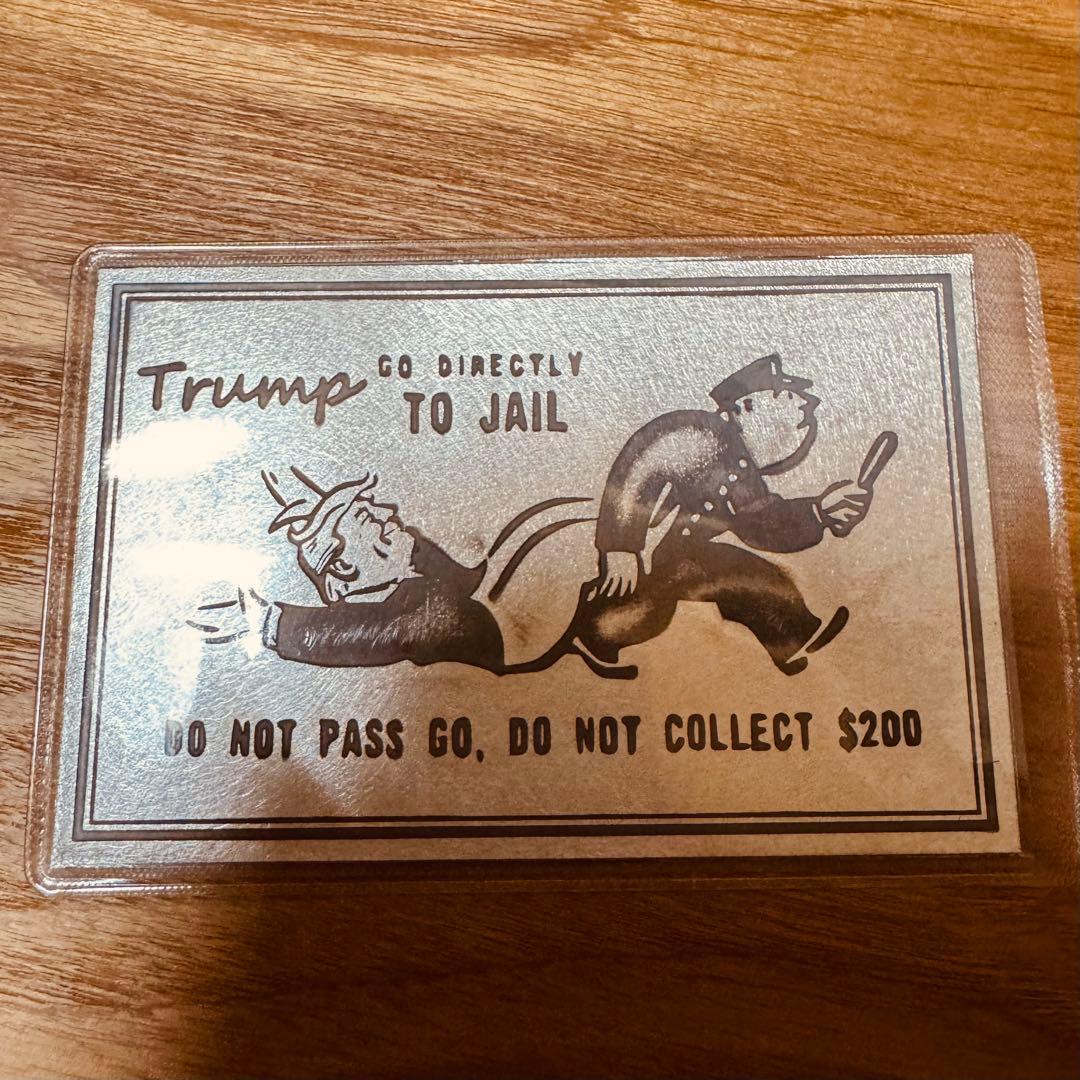 Trump
GO DIRECTLY
TO JAIL
DO NOT PASS GO, DO NOT COLLECT $200